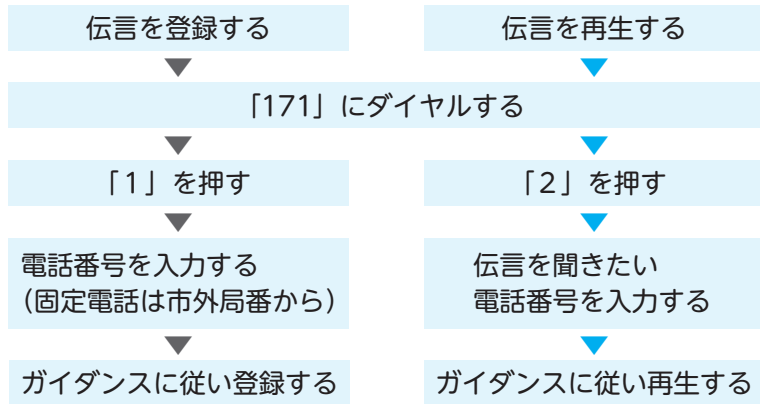 伝言を登録する
伝言を再生する
「171」にダイヤルする
「1」を押す
「2」を押す
電話番号を入力する
（固定電話は市外局番から）
伝言を聞きたい
電話番号を入力する
ガイダンスに従い登録する
ガイダンスに従い再生する